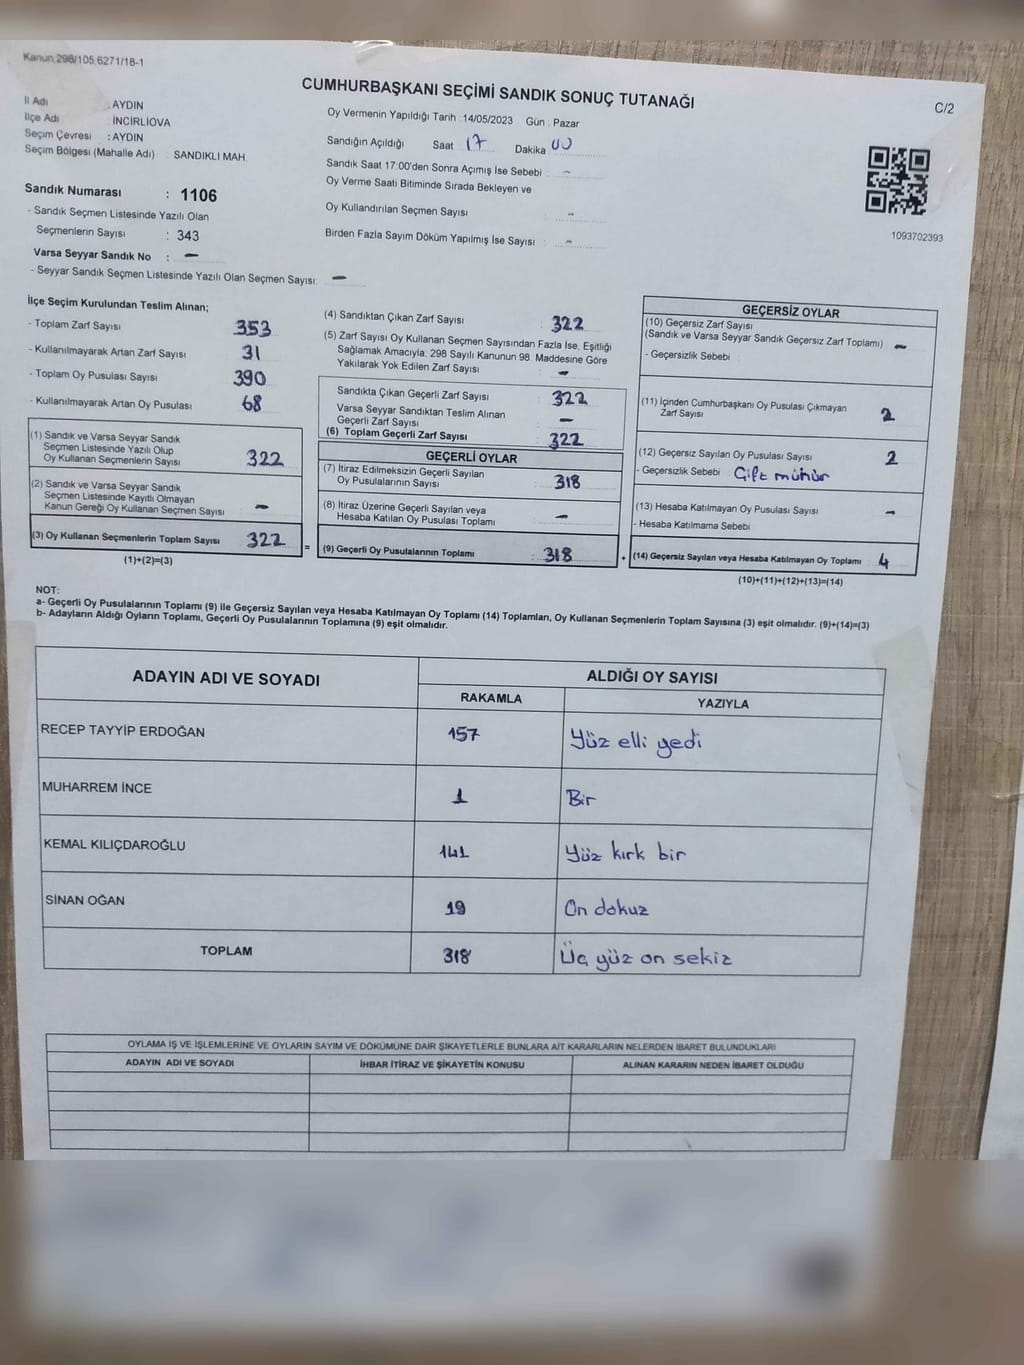 Kanun 298/105,6271/18-1
CUMHURBAŞKANI SEÇİMİ SANDIK SONUÇ TUTANAĞI
C/2
İl Adı : AYDIN
İlçe Adı : İNCİRLİOVA
Seçim Çevresi : AYDIN
Seçim Bölgesi (Mahalle Adı) : SANDIKLI MAH.
Sandık Numarası : 1106
- Sandık Seçmen Listesinde Yazılı Olan
Seçmenlerin Sayısı : 343
Varsa Seyyar Sandık No : -
- Seyyar Sandık Seçmen Listesinde Yazılı Olan Seçmen Sayısı: -
Oy Vermenin Yapıldığı Tarih : 14/05/2023 Gün : Pazar
Sandığın Açıldığı Saat : 17 Dakika 00
Sandık Saat 17:00'den Sonra Açımış İse Sebebi : -
Oy Verme Saati Bitiminde Sırada Bekleyen ve
Oy Kullandırılan Seçmen Sayısı : -
Birden Fazla Sayım Döküm Yapılmış İse Sayısı : -
1093702393
İlçe Seçim Kurulundan Teslim Alınan;
- Toplam Zarf Sayısı : 353
- Kullanılmayarak Artan Zarf Sayısı : 31
- Toplam Oy Pusulası Sayısı : 390
- Kullanılmayarak Artan Oy Pusulası : 68
(1) Sandık ve Varsa Seyyar Sandık
Seçmen Listesinde Yazılı Olup
Oy Kullanan Seçmenlerin Sayısı : 322
(2) Sandık ve Varsa Seyyar Sandık
Seçmen Listesinde Kayıtlı Olmayan
Kanun Gereği Oy Kullanan Seçmen Sayısı : -
(3) Oy Kullanan Seçmenlerin Toplam Sayısı : 322
(1)+(2)=(3)
(4) Sandıktan Çıkan Zarf Sayısı : 322
(5) Zarf Sayısı Oy Kullanan Seçmen Sayısından Fazla İse, Eşitliği
Sağlamak Amacıyla; 298 Sayılı Kanunun 98. Maddesine Göre
Yakılarak Yok Edilen Zarf Sayısı : -
Sandıkta Çıkan Geçerli Zarf Sayısı : 322
Varsa Seyyar Sandıktan Teslim Alınan
Geçerli Zarf Sayısı : -
(6) Toplam Geçerli Zarf Sayısı : 322
GEÇERLİ OYLAR
(7) İtiraz Edilmeksizin Geçerli Sayılan
Oy Pusulalarının Sayısı : 318
(8) İtiraz Üzerine Geçerli Sayılan veya
Hesaba Katılan Oy Pusulası Toplamı : -
= (9) Geçerli Oy Pusulalarının Toplamı : 318 +
GEÇERSİZ OYLAR
(10) Geçersiz Zarf Sayısı
(Sandık ve Varsa Seyyar Sandık Geçersiz Zarf Toplamı) : -
- Geçersizlik Sebebi :
(11) İçinden Cumhurbaşkanı Oy Pusulası Çıkmayan
Zarf Sayısı : 2
(12) Geçersiz Sayılan Oy Pusulası Sayısı : 2
- Geçersizlik Sebebi : Çift mühür
(13) Hesaba Katılmayan Oy Pusulası Sayısı : -
- Hesaba Katılmama Sebebi
(14) Geçersiz Sayılan veya Hesaba Katılmayan Oy Toplamı : 4
(10)+(11)+(12)+(13)=(14)
NOT:
a- Geçerli Oy Pusulalarının Toplamı (9) ile Geçersiz Sayılan veya Hesaba Katılmayan Oy Toplamı (14) Toplamları, Oy Kullanan Seçmenlerin Toplam Sayısına (3) eşit olmalıdır. (9)+(14)=(3)
b- Adayların Aldığı Oyların Toplamı, Geçerli Oy Pusulalarının Toplamına (9) eşit olmalıdır.
ADAYIN ADI VE SOYADI
ALDIĞI OY SAYISI
RAKAMLA YAZIYLA
RECEP TAYYİP ERDOĞAN 157 Yüz elli yedi
MUHARREM İNCE 1 Bir
KEMAL KILIÇDAROĞLU 141 Yüz kırk bir
SİNAN OĞAN 19 On dokuz
TOPLAM 318 Üç yüz on sekiz
OYLAMA İŞ VE İŞLEMLERİNE VE OYLARIN SAYIM VE DÖKÜMÜNE DAİR ŞİKAYETLERLE BUNLARA AİT KARARLARIN NELERDEN İBARET BULUNDUKLARI
ADAYIN ADI VE SOYADI İHBAR İTİRAZ VE ŞİKAYETİN KONUSU ALINAN KARARIN NEDEN İBARET OLDUĞU